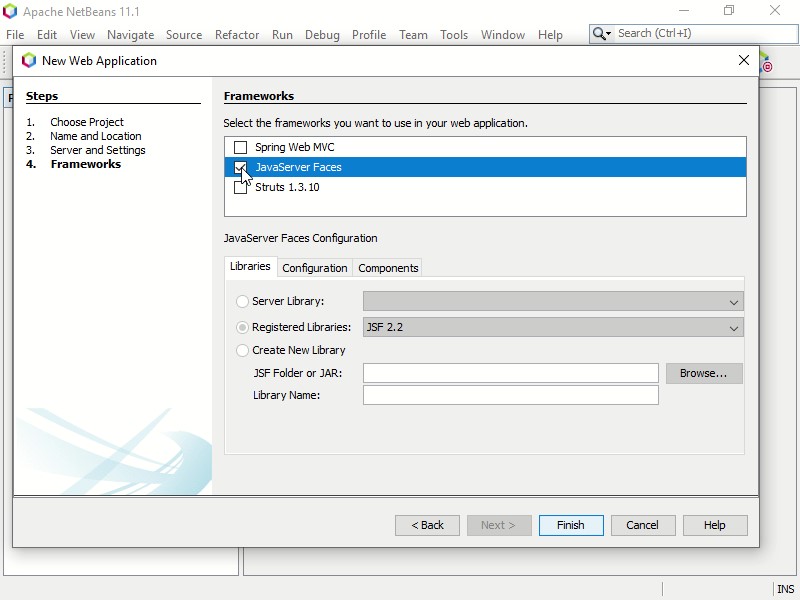 Apache NetBeans 11.1
File Edit View Navigate Source Refactor Run Debug Profile Team Tools Window Help
Search (Ctrl+I)
New Web Application
Steps
1. Choose Project
2. Name and Location
3. Server and Settings
4. Frameworks
Frameworks
Select the frameworks you want to use in your web application.
Spring Web MVC
JavaServer Faces
Struts 1.3.10
JavaServer Faces Configuration
Libraries Configuration Components
Server Library:
Registered Libraries: JSF 2.2
Create New Library
JSF Folder or JAR: Browse...
Library Name:
< Back Next > Finish Cancel Help
INS